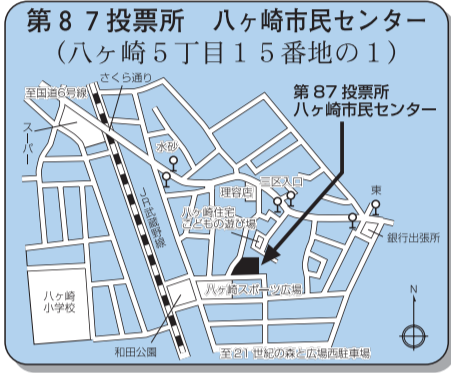 第87投票所 八ヶ崎市民センター
(八ヶ崎5丁目15番地の1)
さくら通り
至国道6号線
第87投票所
八ヶ崎市民センター
スーパー
水砂
三区入口
理容店
東
八ヶ崎住宅
こどもの遊び場
JR武蔵野線
銀行出張所
八ヶ崎スポーツ広場
八ヶ崎
小学校
N
和田公園
至21世紀の森と広場西駐車場